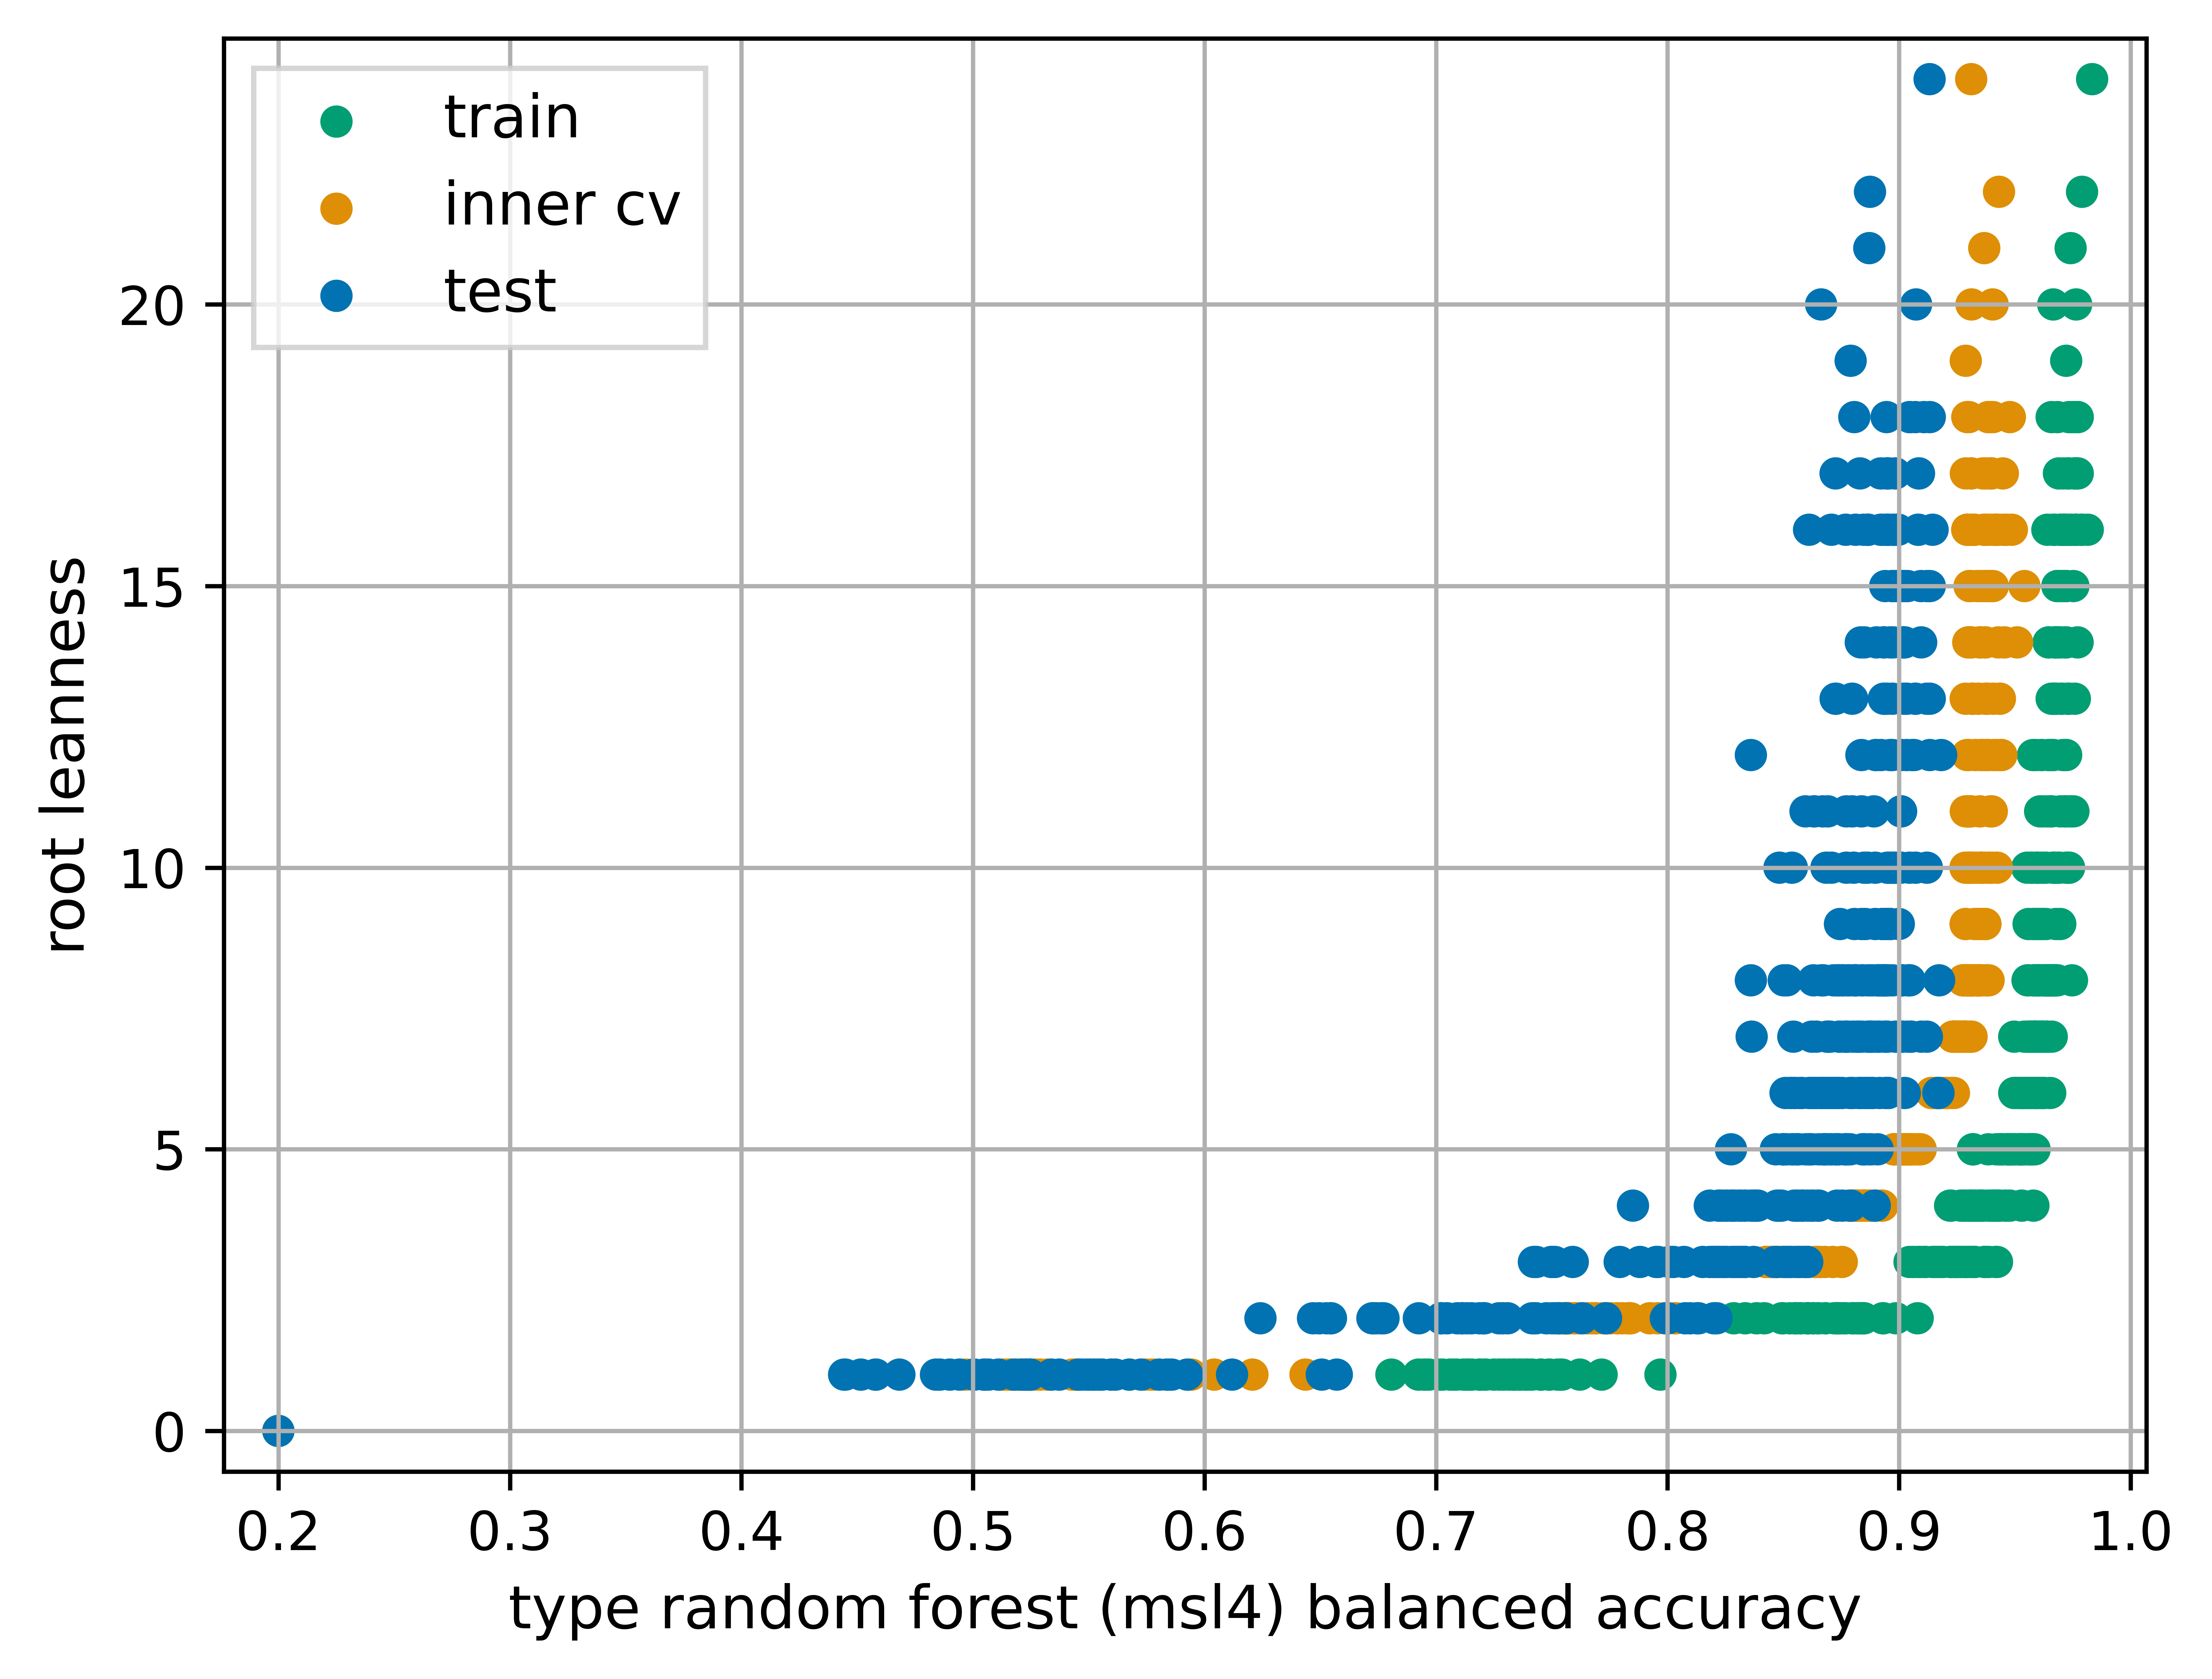 train
inner cv
test
root leanness
20
15
10
5
0
0.2 0.3 0.4 0.5 0.6 0.7 0.8 0.9 1.0
type random forest (msl4) balanced accuracy